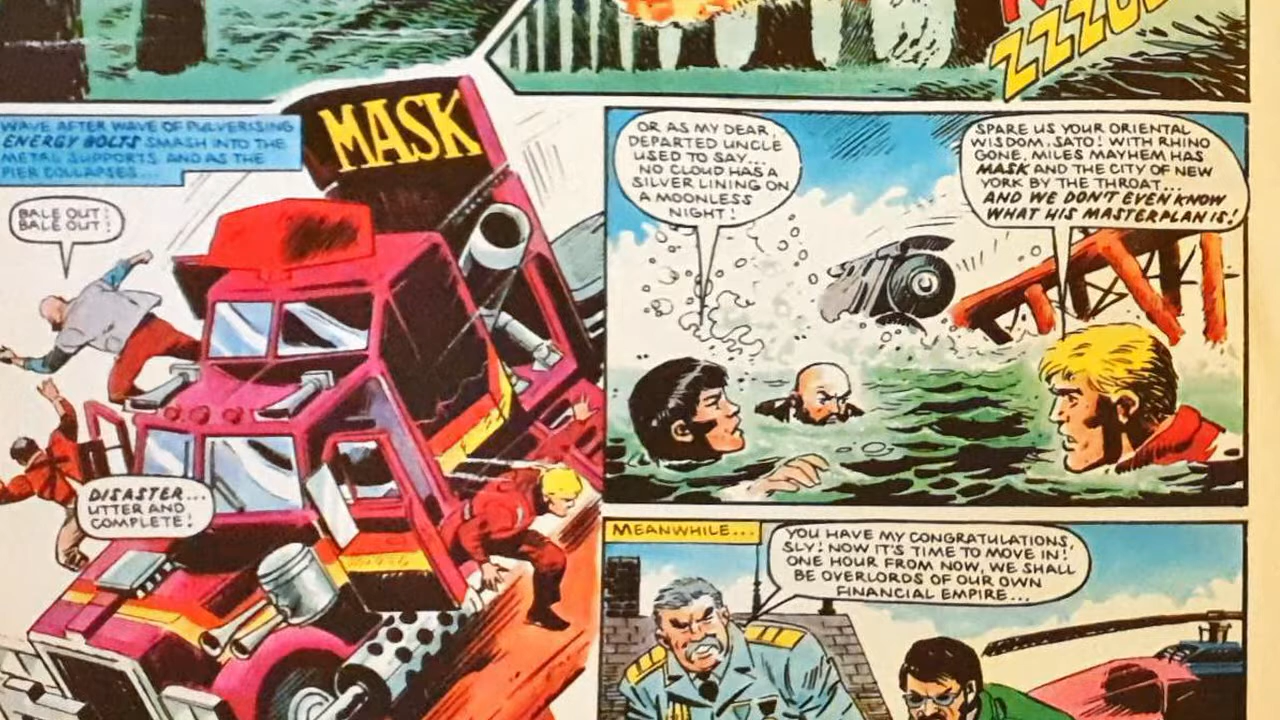 WAVE AFTER WAVE OF PULVERISING
ENERGY BOLTS SMASH INTO THE
METAL SUPPORTS AND AS THE
PIER COLLAPSES...
MASK
BALE OUT!
BALE OUT!
DISASTER...
UTTER AND
COMPLETE!
OR AS MY DEAR,
DEPARTED UNCLE
USED TO SAY...
NO CLOUD HAS A
SILVER LINING ON
A MOONLESS
NIGHT!
SPARE US YOUR ORIENTAL
WISDOM, SATO! WITH RHINO
GONE, MILES MAYHEM HAS
MASK AND THE CITY OF NEW
YORK BY THE THROAT...
AND WE DON'T EVEN KNOW
WHAT HIS MASTERPLAN IS!
MEANWHILE...
YOU HAVE MY CONGRATULATIONS
SLY! NOW IT'S TIME TO MOVE IN!
ONE HOUR FROM NOW, WE SHALL
BE OVERLORDS OF OUR OWN
FINANCIAL EMPIRE...